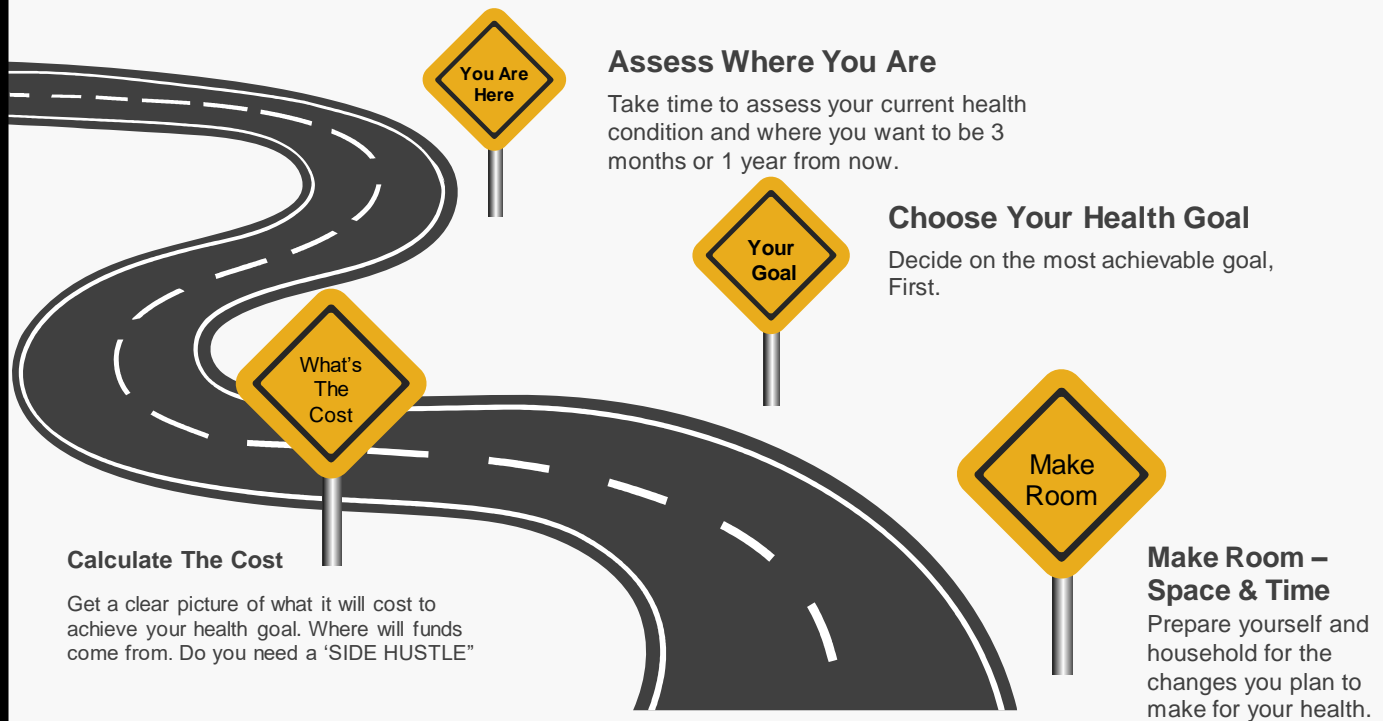 You Are
Here
Assess Where You Are
Take time to assess your current health
condition and where you want to be 3
months or 1 year from now.
Your
Goal
Choose Your Health Goal
Decide on the most achievable goal,
First.
What's
The
Cost
Calculate The Cost
Get a clear picture of what it will cost to
achieve your health goal. Where will funds
come from. Do you need a ‘SIDE HUSTLE”
Make
Room
Make Room –
Space & Time
Prepare yourself and
household for the
changes you plan to
make for your health.